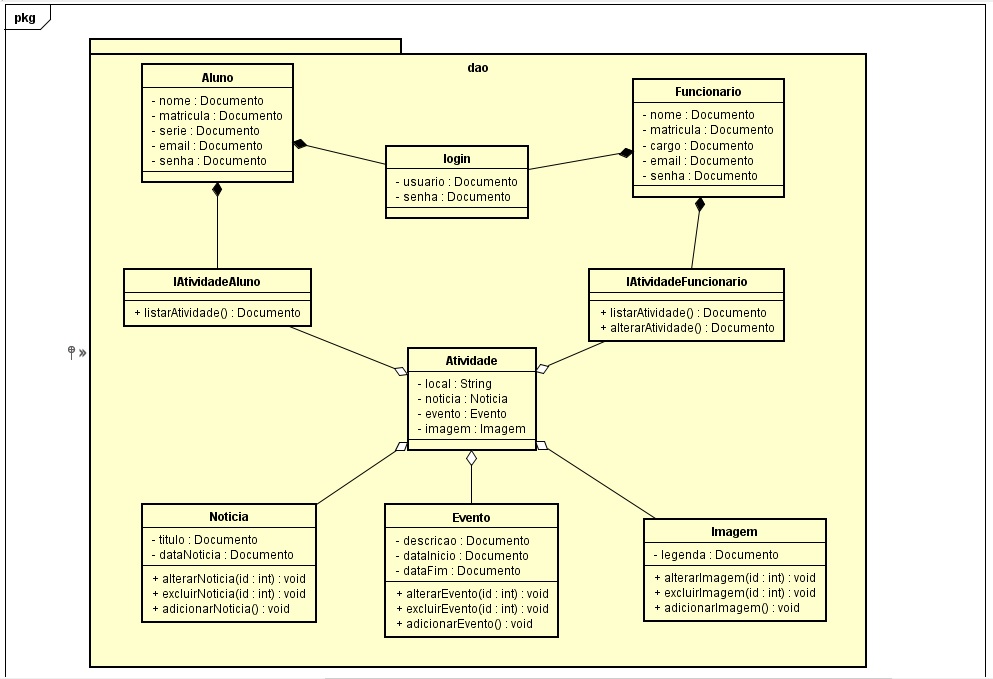 pkg
dao
Aluno
- nome : Documento
- matricula : Documento
- serie : Documento
- email : Documento
- senha : Documento
Funcionario
- nome : Documento
- matricula : Documento
- cargo : Documento
- email : Documento
- senha : Documento
login
- usuario : Documento
- senha : Documento
IAtividadeAluno
+ listarAtividade() : Documento
IAtividadeFuncionario
+ listarAtividade() : Documento
+ alterarAtividade() : Documento
Atividade
- local : String
- noticia : Noticia
- evento : Evento
- imagem : Imagem
Noticia
- titulo : Documento
- dataNoticia : Documento
+ alterarNoticia(id : int) : void
+ excluirNoticia(id : int) : void
+ adicionarNoticia() : void
Evento
- descricao : Documento
- dataInicio : Documento
- dataFim : Documento
+ alterarEvento(id : int) : void
+ excluirEvento(id : int) : void
+ adicionarEvento() : void
Imagem
- legenda : Documento
+ alterarImagem(id : int) : void
+ excluirImagem(id : int) : void
+ adicionarImagem() : void